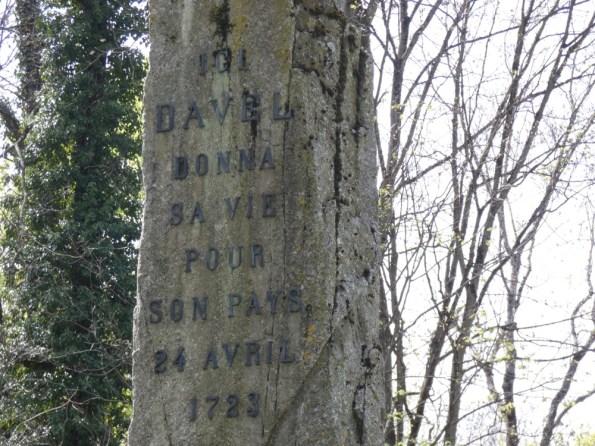 ICI
DAVEL
DONNA
SA VIE
POUR
SON PAYS.
24 AVRIL
1723